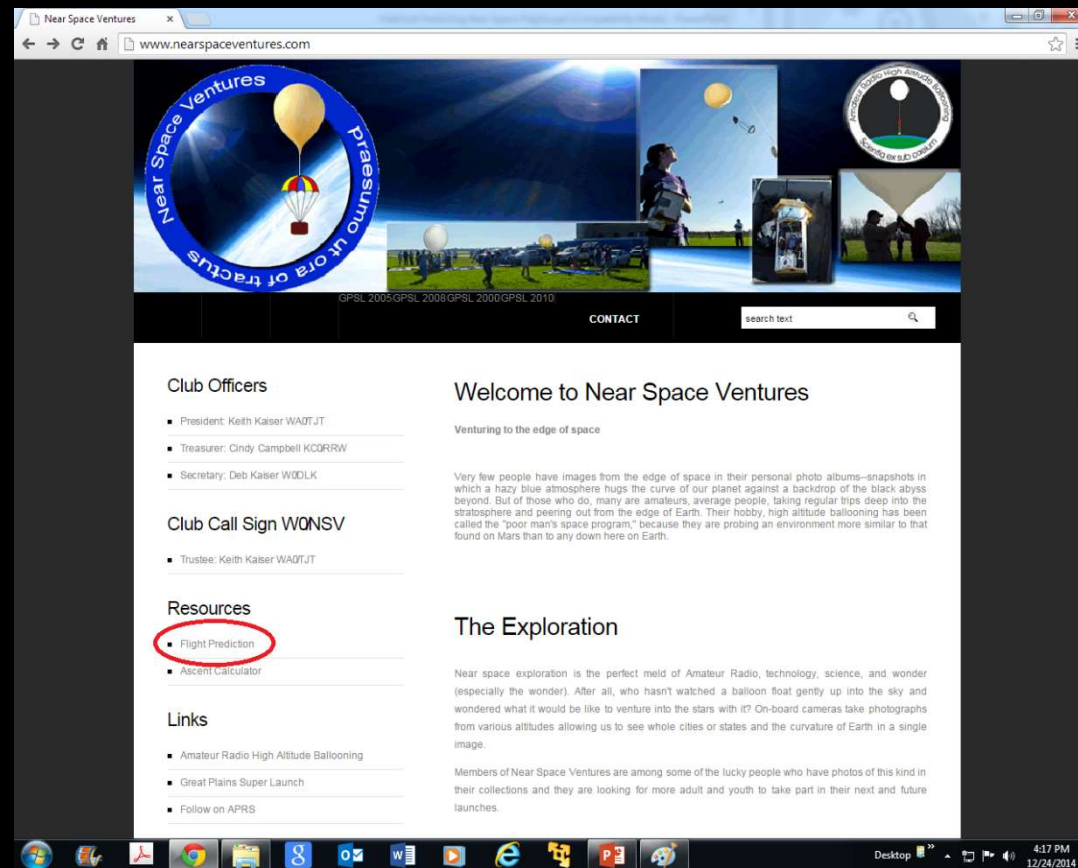 Near Space Ventures
www.nearspaceventures.com
Near Space Ventures
praesumo ut ora of tractus
Amateur Radio High Altitude Ballooning
Scientia ex sub caelum
GPSL 2005 GPSL 2008 GPSL 2000 GPSL 2010
CONTACT
search text
Club Officers
President: Keith Kaiser WA0TJT
Treasurer: Cindy Campbell KC0RRW
Secretary: Deb Kaiser W0DLK
Club Call Sign W0NSV
Trustee: Keith Kaiser WA0TJT
Resources
Flight Prediction
Ascent Calculator
Links
Amateur Radio High Altitude Ballooning
Great Plains Super Launch
Follow on APRS
Welcome to Near Space Ventures
Venturing to the edge of space
Very few people have images from the edge of space in their personal photo albums--snapshots in
which a hazy blue atmosphere hugs the curve of our planet against a backdrop of the black abyss
beyond. But of those who do, many are amateurs, average people, taking regular trips deep into the
stratosphere and peering out from the edge of Earth. Their hobby, high altitude ballooning has been
called the "poor man's space program," because they are probing an environment more similar to that
found on Mars than to any down here on Earth.
The Exploration
Near space exploration is the perfect meld of Amateur Radio, technology, science, and wonder
(especially the wonder). After all, who hasn't watched a balloon float gently up into the sky and
wondered what it would be like to venture into the stars with it? On-board cameras take photographs
from various altitudes allowing us to see whole cities or states and the curvature of Earth in a single
image.
Members of Near Space Ventures are among some of the lucky people who have photos of this kind in
their collections and they are looking for more adult and youth to take part in their next and future
launches.
Desktop
4:17 PM
12/24/2014